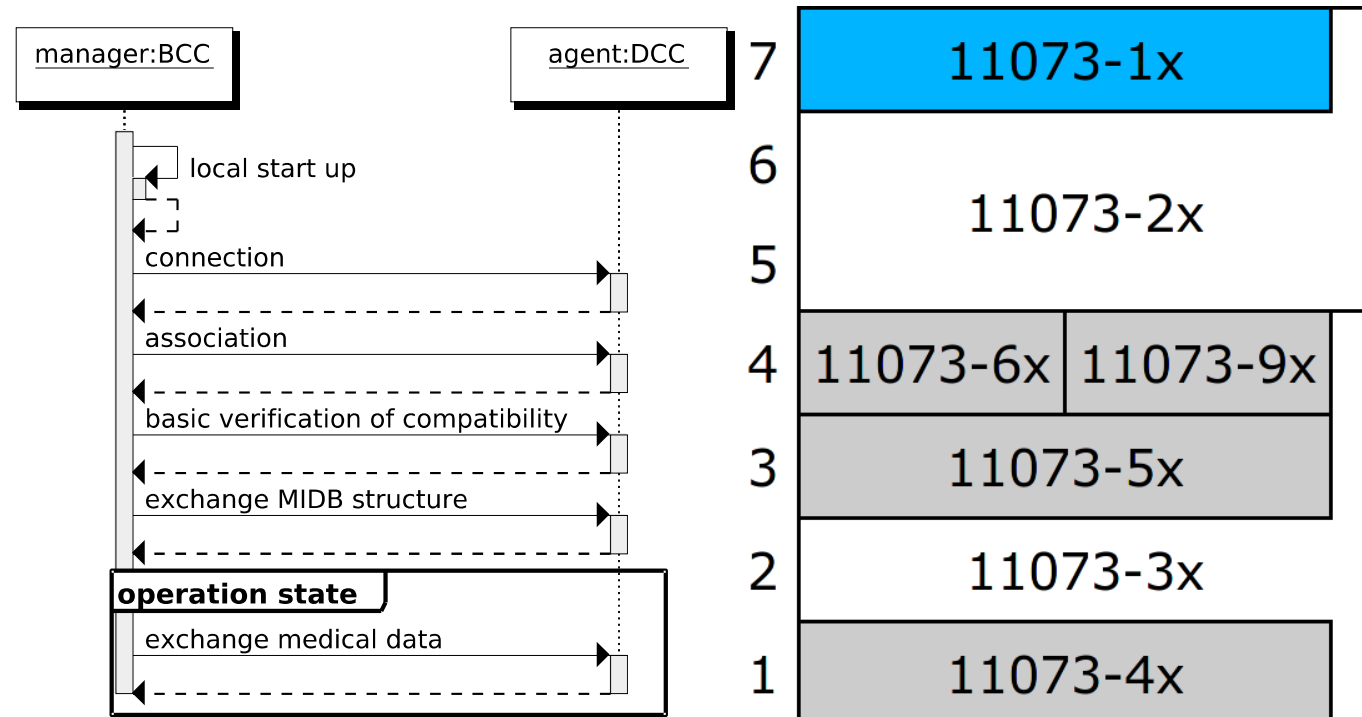 manager:BCC
agent:DCC
local start up
connection
association
basic verification of compatibility
exchange MIDB structure
operation state
exchange medical data
7
11073-1x
6
11073-2x
5
4
11073-6x
11073-9x
3
11073-5x
2
11073-3x
1
11073-4x